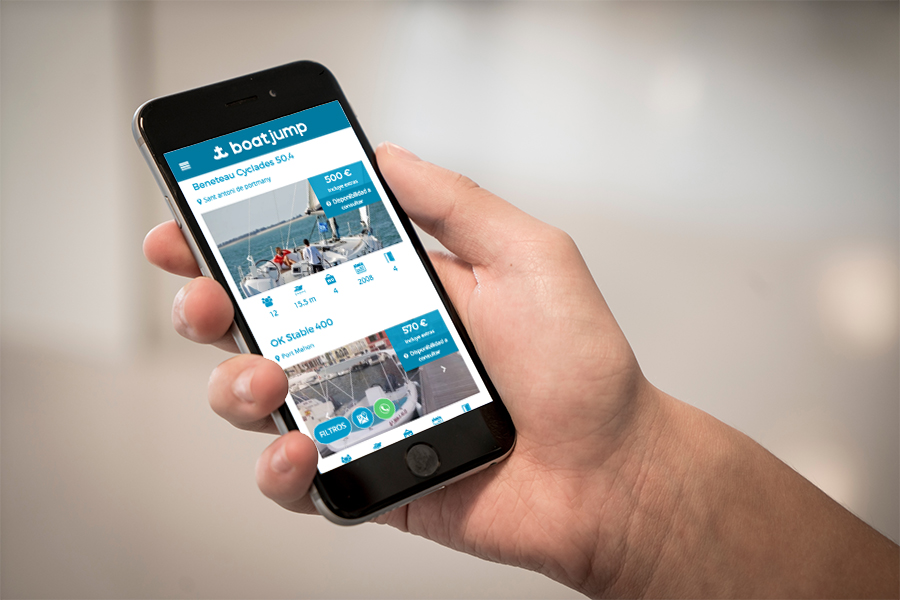 boatjump
Beneteau Cyclades 50.4
Sant antoni de portmany
500 €
Incluye extras
Disponibilidad a
consultar
12
15.5 m
4
2008
4
OK Stable 400
Port Mahon
570 €
Incluye extras
Disponibilidad a
consultar
FILTROS